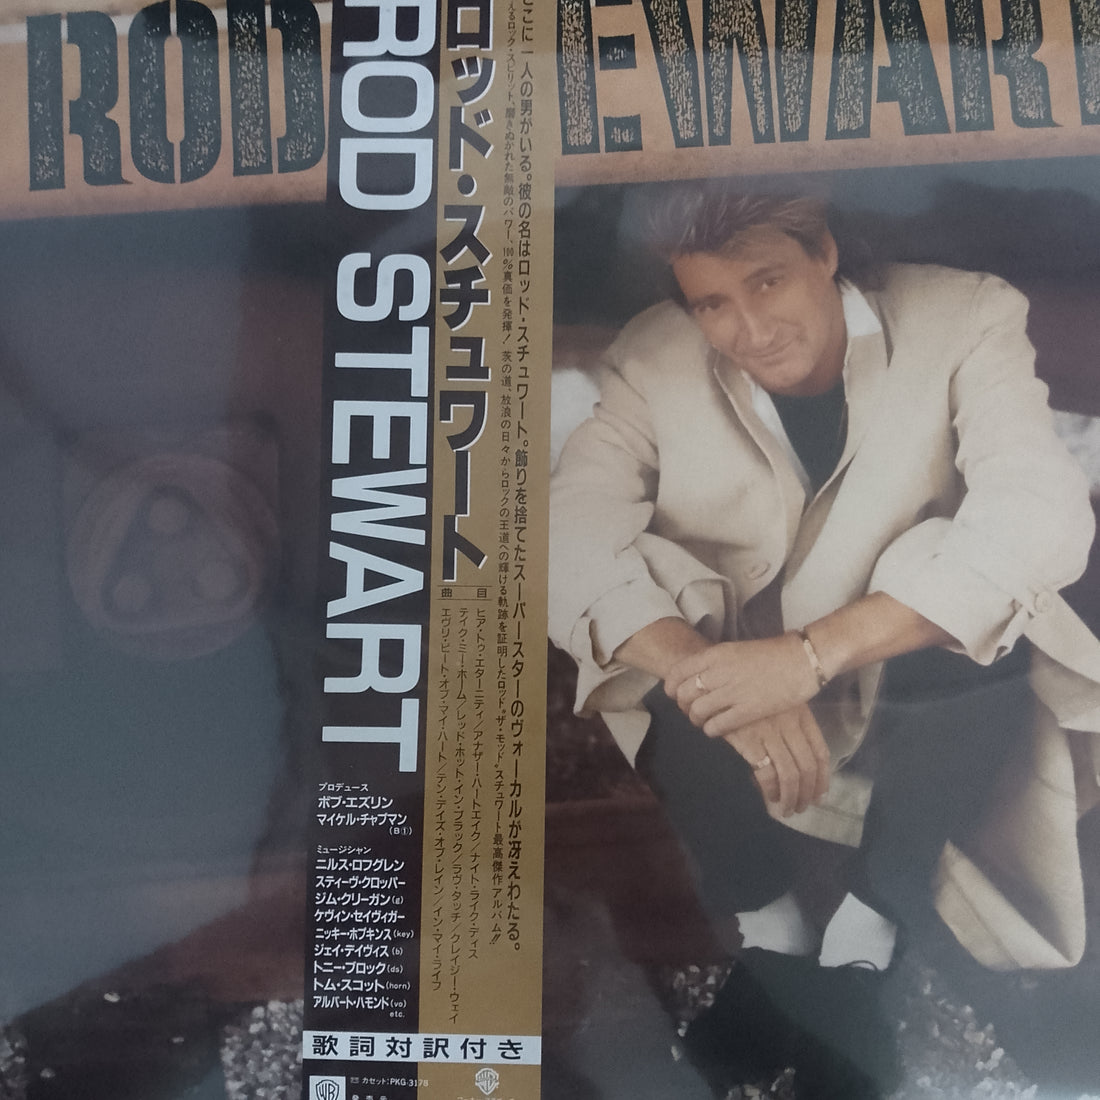 ROD
EWART
ROD STEWART
ロッド・スチュワート
ここに一人の男がいる。彼の名はロッド・スチュワート。飾りを捨てたスーパースターのヴォーカルが冴えわたる。
えるロック・スピリット、磨きぬかれた無敵のパワー、100%真価を発揮! 茨の道、放浪の日々からロックの王道への輝ける軌跡を証明したロッド“ザ・モッド”スチュワート最高傑作アルバム!!
曲目
ヒア・トゥ・エターニティ/アナザー・ハートエイク/ナイト・ライク・ディス
テイク・ミー・ホーム/レッド・ホット・イン・ブラック/ラヴ・タッチ/クレイジー・ウェイ
エヴリ・ビート・オブ・マイ・ハート/テン・デイズ・オブ・レイン/イン・マイ・ライフ
プロデュース
ボブ・エズリン
マイケル・チャプマン
(B①)
ミュージシャン
ニルス・ロフグレン
スティーヴ・クロッパー
ジム・クリーガン(g)
ケヴィン・セイヴィガー
ニッキー・ホプキンス(key)
ジェイ・デイヴィス(b)
トニー・ブロック(ds)
トム・スコット(horn)
アルバート・ハモンド(vo)
etc.
歌詞対訳付き
カセット:PKG-3178
発売元